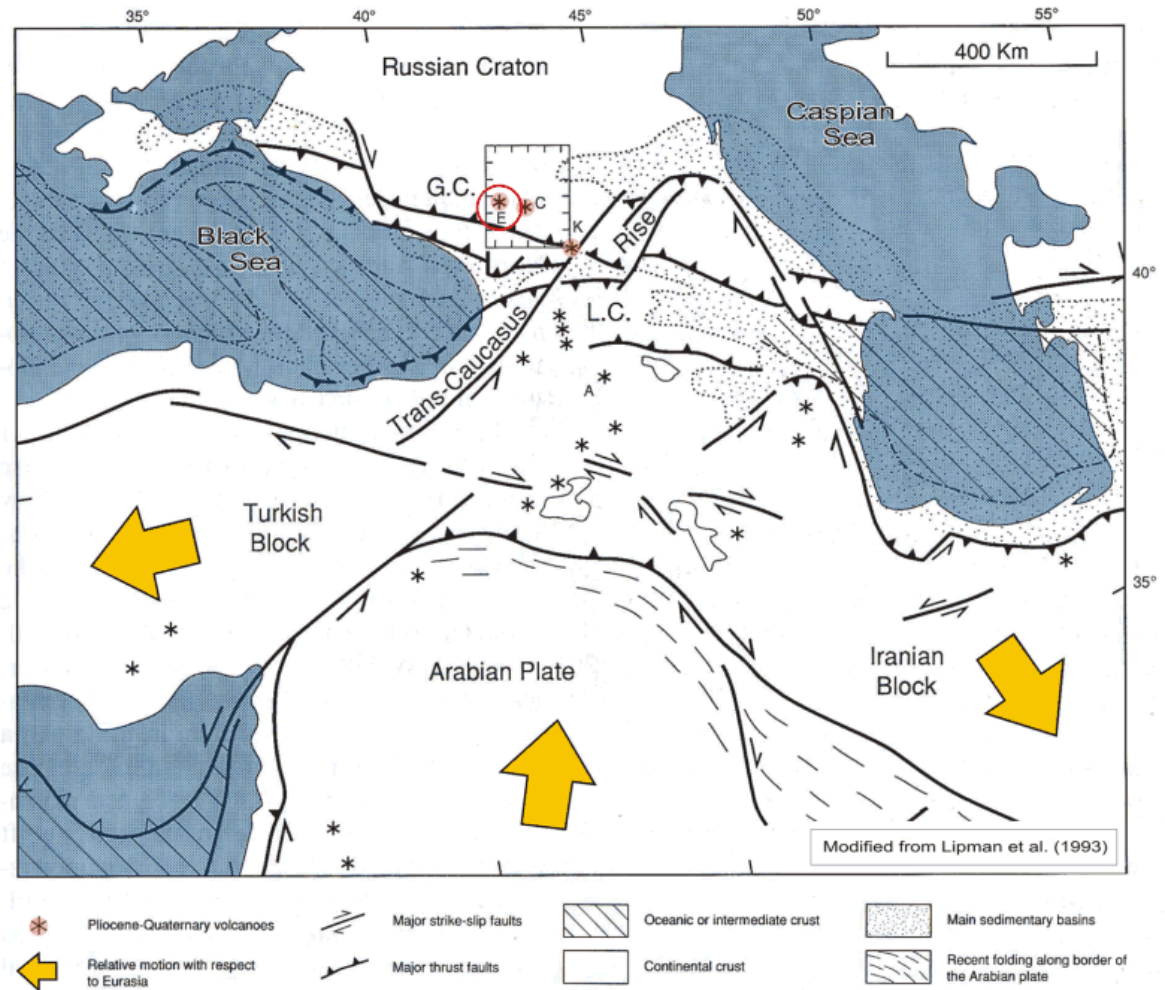 35°
40°
45°
50°
55°
Russian Craton
400 Km
Caspian
Sea
G.C.
C
E
K
Rise
Black
Sea
40°
L.C.
Trans-Caucasus
A
Turkish
Block
35°
Arabian Plate
Iranian
Block
Modified from Lipman et al. (1993)
Pliocene-Quaternary volcanoes
Major strike-slip faults
Oceanic or intermediate crust
Main sedimentary basins
Relative motion with respect
to Eurasia
Major thrust faults
Continental crust
Recent folding along border of
the Arabian plate